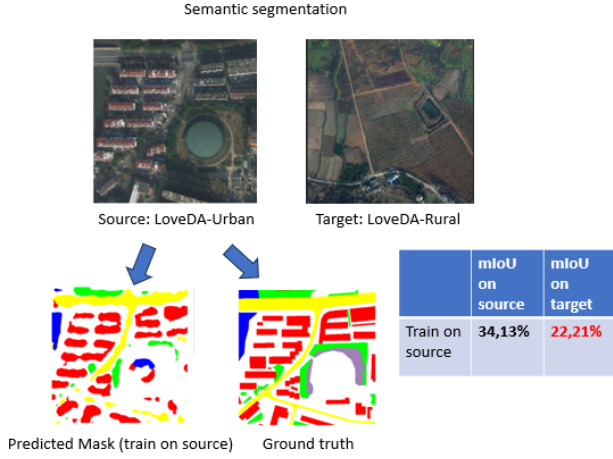 Semantic segmentation
Source: LoveDA-Urban
Target: LoveDA-Rural
mIoU on source
mIoU on target
Train on source
34,13%
22,21%
Predicted Mask (train on source)
Ground truth